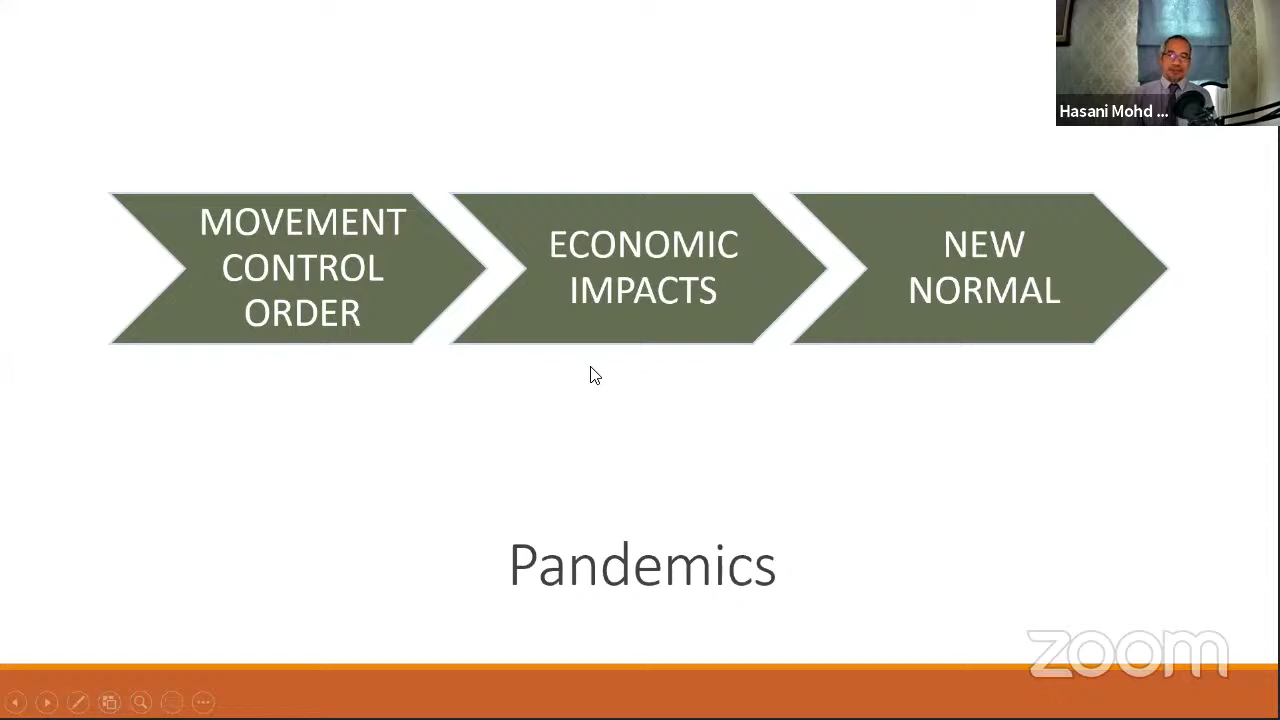 Hasani Mohd ...
MOVEMENT
CONTROL
ORDER
ECONOMIC
IMPACTS
NEW
NORMAL
Pandemics
zoom